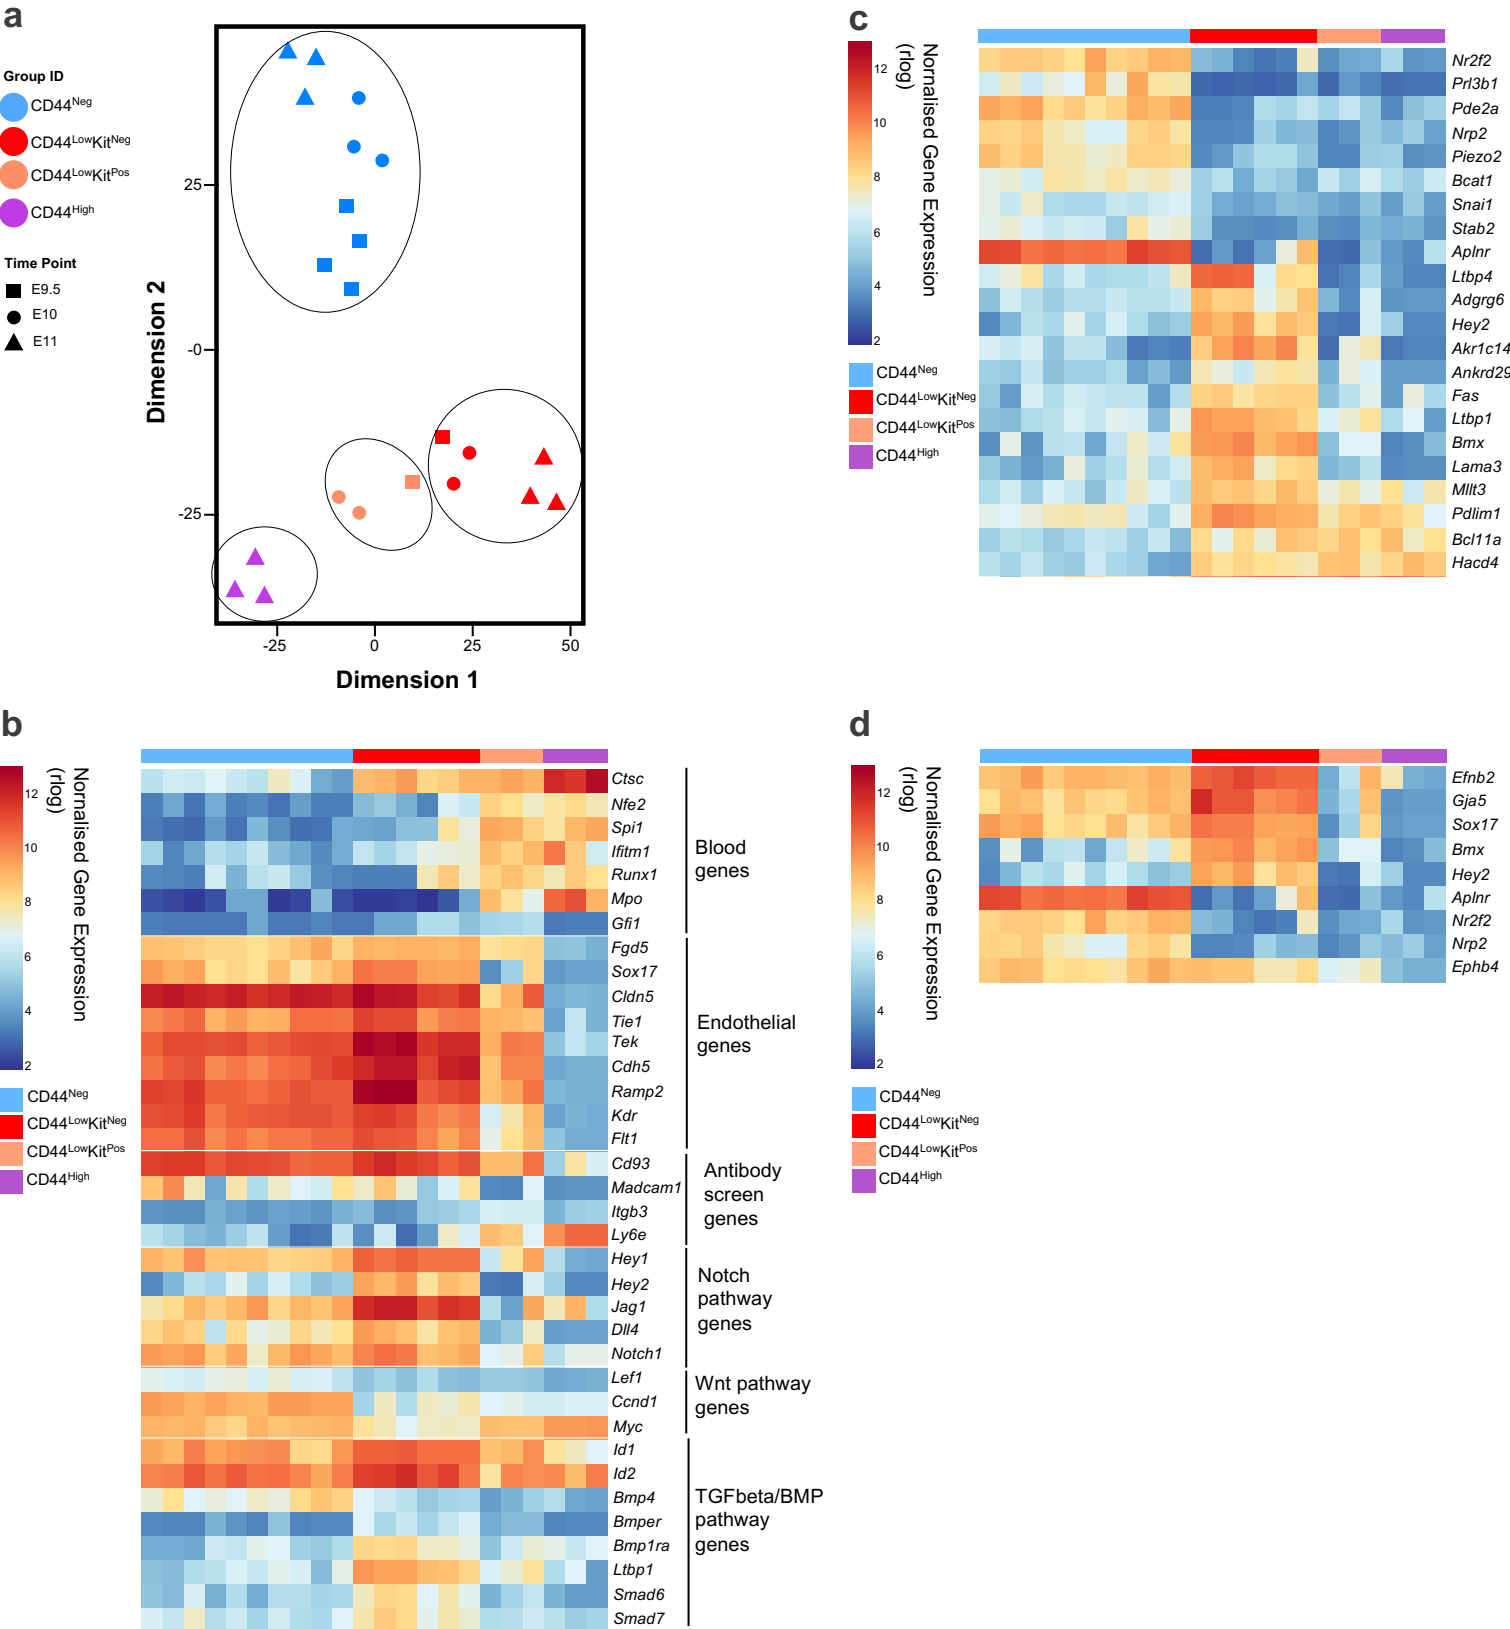 a
Group ID
CD44Neg
CD44LowKitNeg
CD44LowKitPos
CD44High
Time Point
E9.5
E10
E11
Dimension 2
25
-0
-25
-25
0
25
50
Dimension 1
b
Nornalised Gene Expression
(rlog)
12
10
8
6
4
2
CD44Neg
CD44LowKitNeg
CD44LowKitPos
CD44High
Ctsc
Nfe2
Spi1
Ifitm1
Runx1
Mpo
Gfi1
Fgd5
Sox17
Cldn5
Tie1
Tek
Cdh5
Ramp2
Kdr
Flt1
Cd93
Madcam1
Itgb3
Ly6e
Hey1
Hey2
Jag1
Dll4
Notch1
Lef1
Ccnd1
Myc
Id1
Id2
Bmp4
Bmper
Bmp1ra
Ltbp1
Smad6
Smad7
Blood
genes
Endothelial
genes
Antibody
screen
genes
Notch
pathway
genes
Wnt pathway
genes
TGFbeta/BMP
pathway
genes
c
Nornalised Gene Expression
(rlog)
12
10
8
6
4
2
CD44Neg
CD44LowKitNeg
CD44LowKitPos
CD44High
Nr2f2
Prl3b1
Pde2a
Nrp2
Piezo2
Bcat1
Snai1
Stab2
Aplnr
Ltbp4
Adgrg6
Hey2
Akr1c14
Ankrd29
Fas
Ltbp1
Bmx
Lama3
Mllt3
Pdlim1
Bcl11a
Hacd4
d
Nornalised Gene Expression
(rlog)
12
10
8
6
4
2
CD44Neg
CD44LowKitNeg
CD44LowKitPos
CD44High
Efnb2
Gja5
Sox17
Bmx
Hey2
Aplnr
Nr2f2
Nrp2
Ephb4